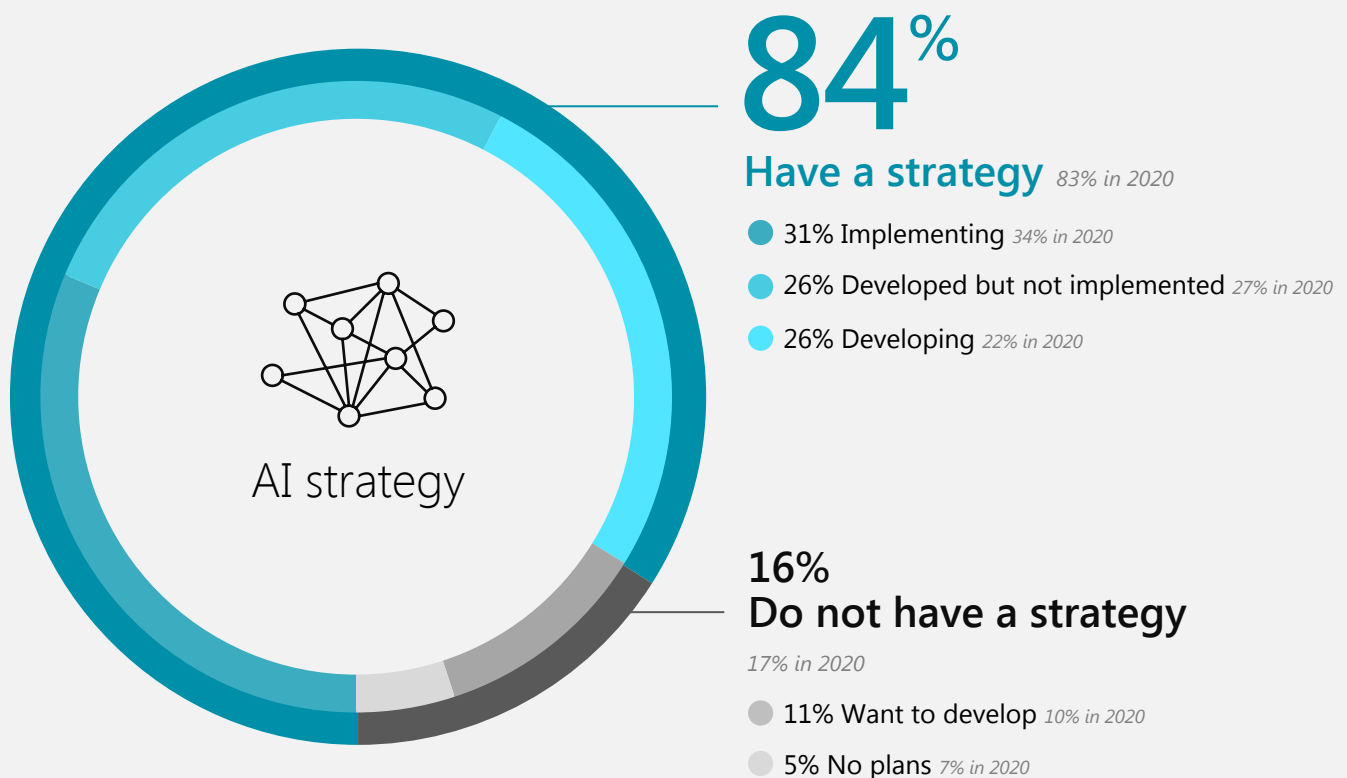 84%
Have a strategy 83% in 2020
31% Implementing 34% in 2020
26% Developed but not implemented 27% in 2020
26% Developing 22% in 2020
AI strategy
16%
Do not have a strategy
17% in 2020
11% Want to develop 10% in 2020
5% No plans 7% in 2020